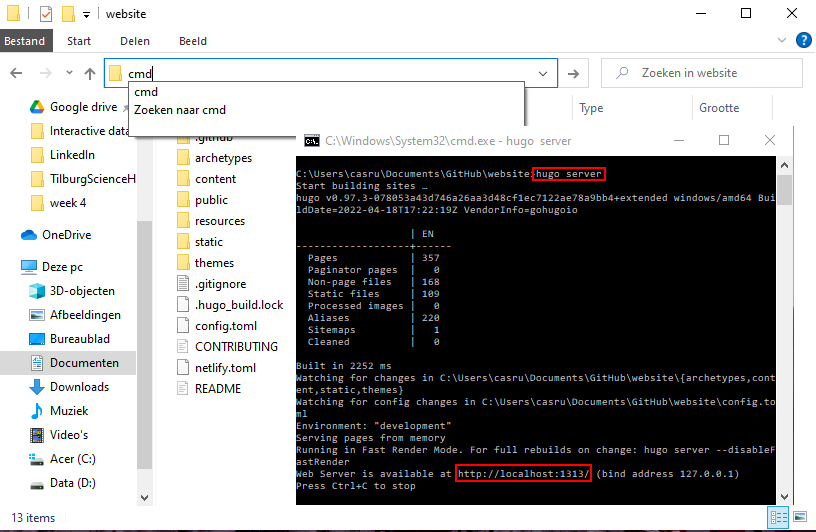 website
Bestand Start Delen Beeld
cmd
Zoeken in website
cmd
Zoeken naar cmd
Type Grootte
Google drive
Interactive data
LinkedIn
TilburgScienceH
week 4
OneDrive
Deze pc
3D-objecten
Afbeeldingen
Bureaublad
Documenten
Downloads
Muziek
Video's
Acer (C:)
Data (D:)
.github
archetypes
content
public
resources
static
themes
.gitignore
.hugo_build.lock
config.toml
CONTRIBUTING
netlify.toml
README
C:\Windows\System32\cmd.exe - hugo server
C:\Users\casru\Documents\GitHub\website>hugo server
Start building sites …
hugo v0.97.3-078053a43d746a26aa3d48cf1ec7122ae78a9bb4+extended windows/amd64 Bui
ldDate=2022-04-18T17:22:19Z VendorInfo=gohugoio
| EN
-------------------+------
Pages | 357
Paginator pages | 0
Non-page files | 168
Static files | 109
Processed images | 0
Aliases | 220
Sitemaps | 1
Cleaned | 0
Built in 2252 ms
Watching for changes in C:\Users\casru\Documents\GitHub\website\{archetypes,cont
ent,static,themes}
Watching for config changes in C:\Users\casru\Documents\GitHub\website\config.to
ml
Environment: "development"
Serving pages from memory
Running in Fast Render Mode. For full rebuilds on change: hugo server --disableF
astRender
Web Server is available at http://localhost:1313/ (bind address 127.0.0.1)
Press Ctrl+C to stop
13 items